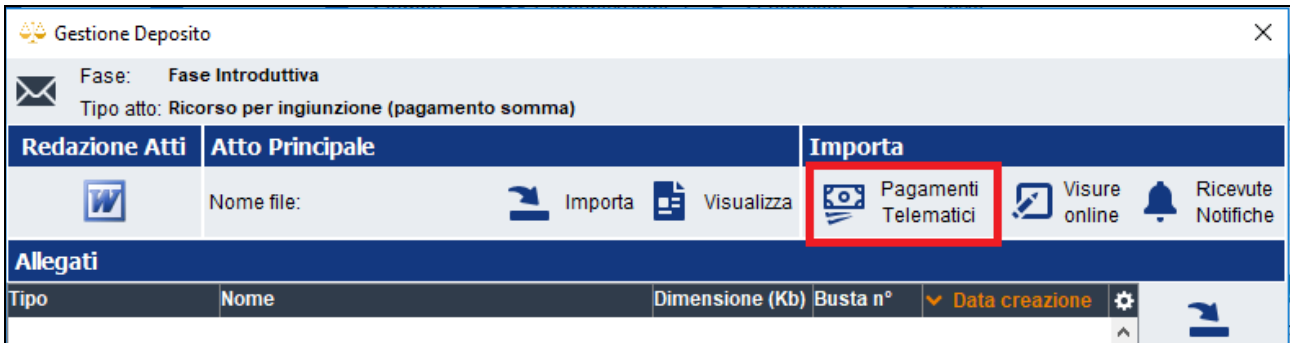 Gestione Deposito
Fase: Fase Introduttiva
Tipo atto: Ricorso per ingiunzione (pagamento somma)
Redazione Atti Atto Principale Importa
Nome file: Importa Visualizza Pagamenti Telematici Visure online Ricevute Notifiche
Allegati
Tipo Nome Dimensione (Kb) Busta n° Data creazione